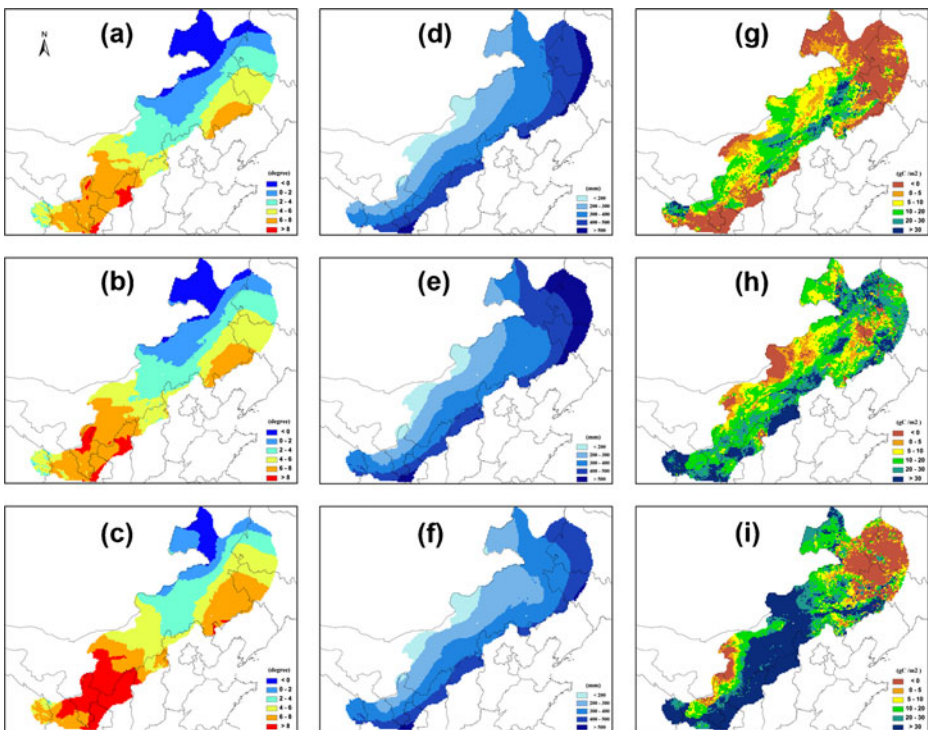 (a)
N
(degree)
< 0
0 - 2
2 - 4
4 - 6
6 - 8
> 8
(d)
(mm)
< 200
200 - 300
300 - 400
400 - 500
> 500
(g)
(gC /m2 )
< 0
0 - 5
5 - 10
10 - 20
20 - 30
> 30
(b)
(degree)
< 0
0 - 2
2 - 4
4 - 6
6 - 8
> 8
(e)
(mm)
< 200
200 - 300
300 - 400
400 - 500
> 500
(h)
(gC /m2 )
< 0
0 - 5
5 - 10
10 - 20
20 - 30
> 30
(c)
(degree)
< 0
0 - 2
2 - 4
4 - 6
6 - 8
> 8
(f)
(mm)
< 200
200 - 300
300 - 400
400 - 500
> 500
(i)
(gC /m2 )
< 0
0 - 5
5 - 10
10 - 20
20 - 30
> 30